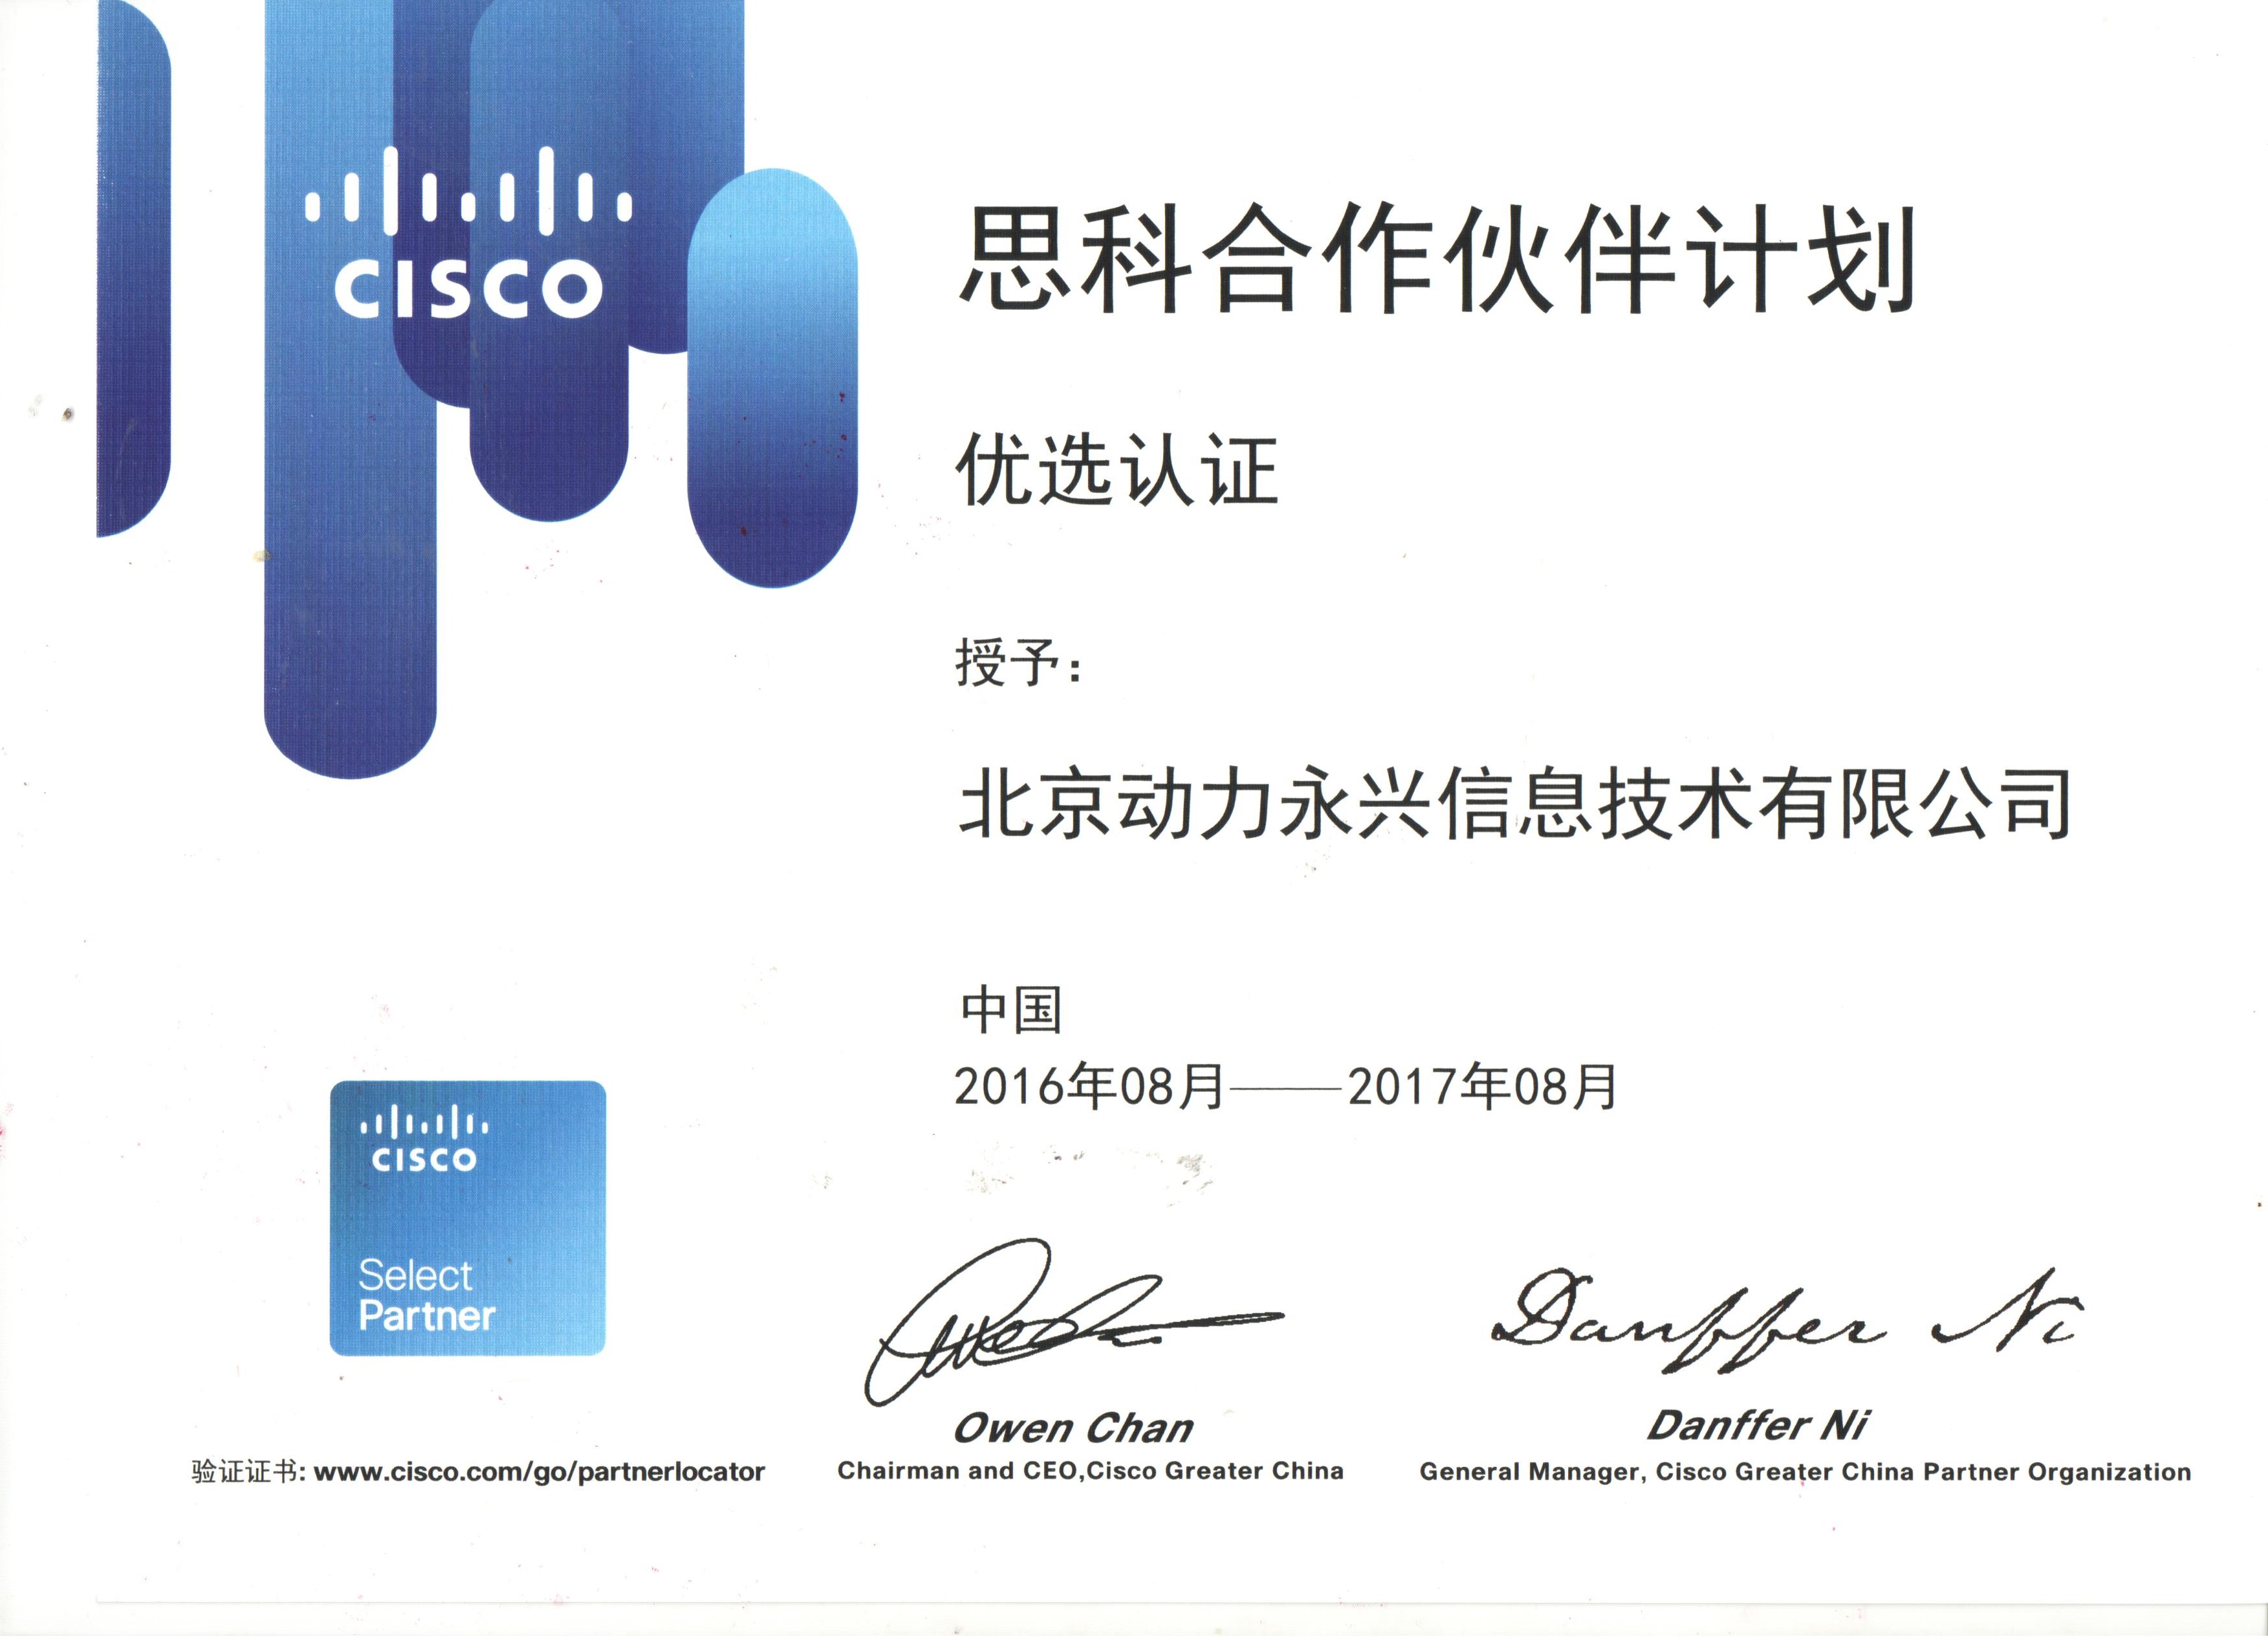 CISCO
思科合作伙伴计划
优选认证
授予：
北京动力永兴信息技术有限公司
中国
2016年08月——2017年08月
CISCO
Select
Partner
Danffer Ni
Owen Chan
Danffer Ni
验证证书: www.cisco.com/go/partnerlocator
Chairman and CEO,Cisco Greater China
General Manager, Cisco Greater China Partner Organization